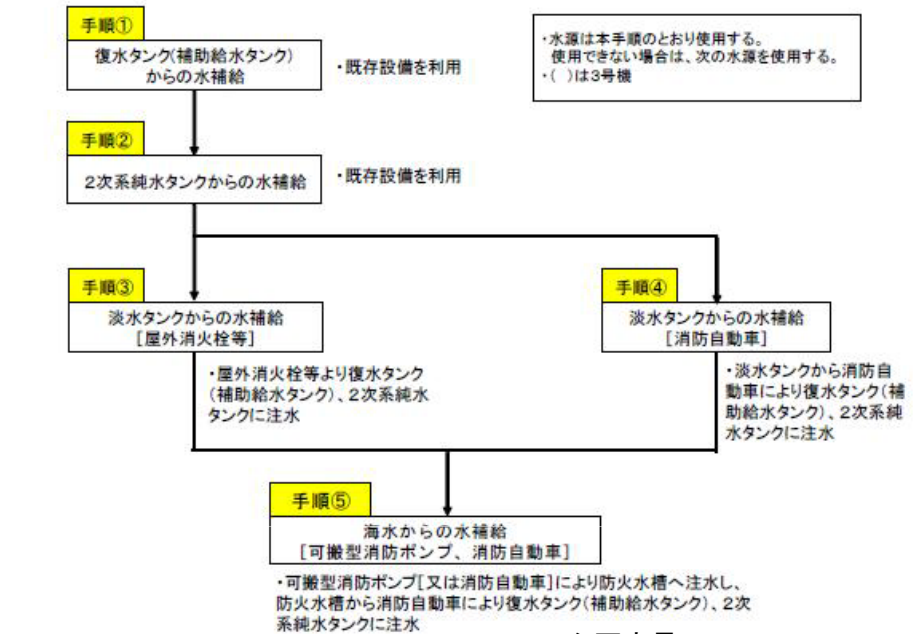 手順①
復水タンク(補助給水タンク)
からの水補給
・既存設備を利用
・水源は本手順のとおり使用する。
使用できない場合は、次の水源を使用する。
・( )は3号機
手順②
2次系純水タンクからの水補給
・既存設備を利用
手順③
淡水タンクからの水補給
[屋外消火栓等]
・屋外消火栓等より復水タンク
(補助給水タンク)、2次系純水
タンクに注水
手順④
淡水タンクからの水補給
[消防自動車]
・淡水タンクから消防自
動車により復水タンク(補
助給水タンク)、2次系純
水タンクに注水
手順⑤
海水からの水補給
[可搬型消防ポンプ、消防自動車]
・可搬型消防ポンプ[又は消防自動車]により防火水槽へ注水し、
防火水槽から消防自動車により復水タンク(補助給水タンク)、2次
系純水タンクに注水